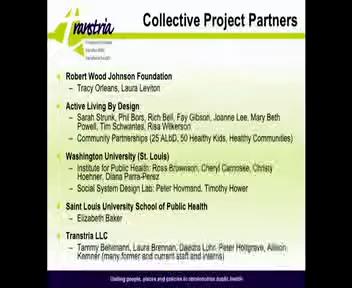 Transtria
Collective Project Partners
Robert Wood Johnson Foundation
– Tracy Orleans, Laura Leviton
Active Living By Design
– Sarah Strunk, Phil Bors, Rich Bell, Fay Gibson, Joanne Lee, Mary Beth
Powell, Tim Schwantes, Risa Wilkerson
– Community Partnerships (25 ALbD, 50 Healthy Kids, Healthy Communities)
Washington University (St. Louis)
– Institute for Public Health: Ross Brownson, Cheryl Carnoske, Christy
Hoehner, Diana Parra-Perez
– Social System Design Lab: Peter Hovmand, Timothy Hower
Saint Louis University School of Public Health
– Elizabeth Baker
Transtria LLC
– Tammy Behlmann, Laura Brennan, Daedra Lohr, Peter Holtgrave, Allison
Kemner (many former and current staff and interns)